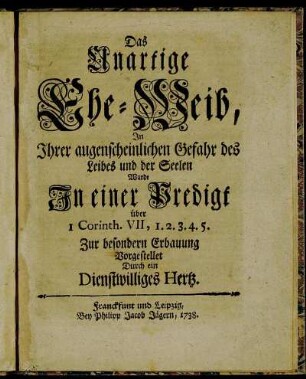 Das
Unartige
Ehe-Weib,
In
Ihrer augenscheinlichen Gefahr des
Leibes und der Seelen
Wurde
In einer Predigt
über
1 Corinth. VII, 1. 2. 3. 4. 5.
Zur besondern Erbauung
Vorgestellet
Durch ein
Dienstwilliges Hertz.
Franckfurt und Leipzig,
Bey Philipp Jacob Jägern, 1738.